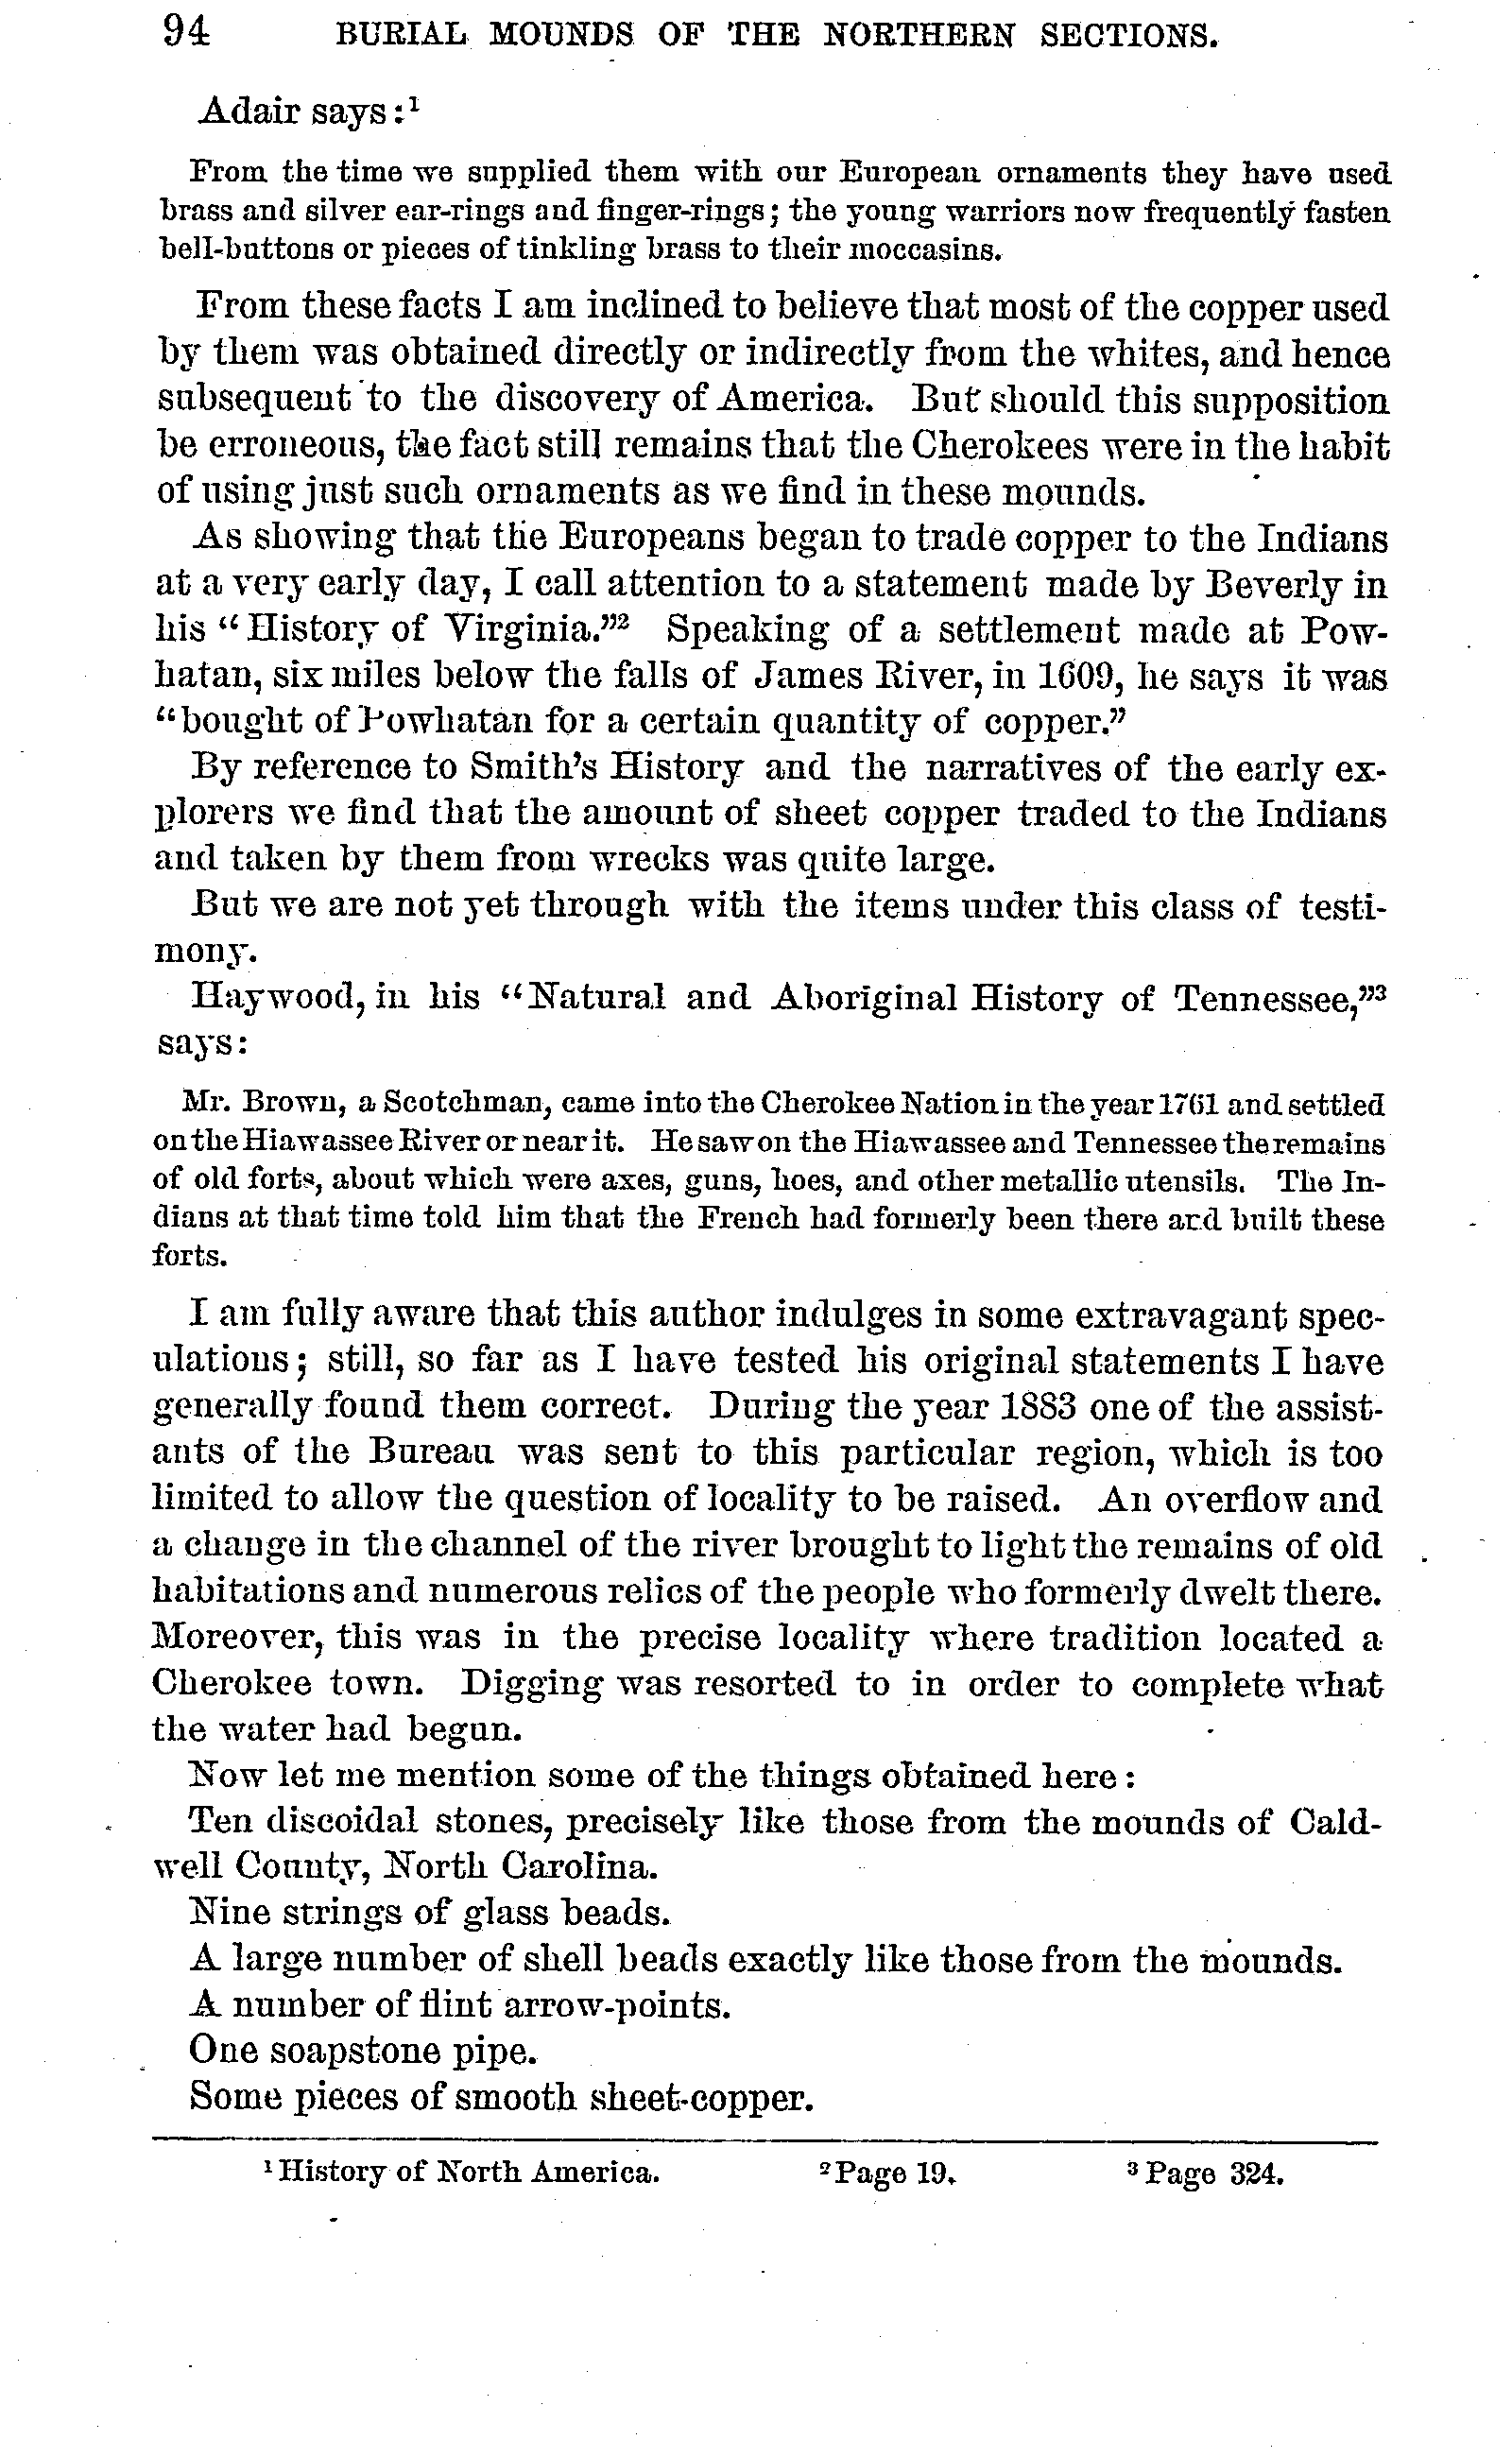 94 BURIAL MOUNDS OF THE NORTHERN SECTIONS.
Adair says:¹
From the time we supplied them with our European ornaments they have used
brass and silver ear-rings and finger-rings; the young warriors now frequently fasten
bell-buttons or pieces of tinkling brass to their moccasins.
From these facts I am inclined to believe that most of the copper used
by them was obtained directly or indirectly from the whites, and hence
subsequent to the discovery of America. But should this supposition
be erroneous, the fact still remains that the Cherokees were in the habit
of using just such ornaments as we find in these mounds.
As showing that the Europeans began to trade copper to the Indians
at a very early day, I call attention to a statement made by Beverly in
his “History of Virginia.”² Speaking of a settlement made at Pow-
hatan, six miles below the falls of James River, in 1609, he says it was
“bought of Powhatan for a certain quantity of copper.”
By reference to Smith’s History and the narratives of the early ex-
plorers we find that the amount of sheet copper traded to the Indians
and taken by them from wrecks was quite large.
But we are not yet through with the items under this class of testi-
mony.
Haywood, in his “Natural and Aboriginal History of Tennessee,”³
says:
Mr. Brown, a Scotchman, came into the Cherokee Nation in the year 1761 and settled
on the Hiawassee River or near it. He saw on the Hiawassee and Tennessee the remains
of old forts, about which were axes, guns, hoes, and other metallic utensils. The In-
dians at that time told him that the French had formerly been there and built these
forts.
I am fully aware that this author indulges in some extravagant spec-
ulations; still, so far as I have tested his original statements I have
generally found them correct. During the year 1883 one of the assist-
ants of the Bureau was sent to this particular region, which is too
limited to allow the question of locality to be raised. An overflow and
a change in the channel of the river brought to light the remains of old
habitations and numerous relics of the people who formerly dwelt there.
Moreover, this was in the precise locality where tradition located a
Cherokee town. Digging was resorted to in order to complete what
the water had begun.
Now let me mention some of the things obtained here:
Ten discoidal stones, precisely like those from the mounds of Cald-
well County, North Carolina.
Nine strings of glass beads.
A large number of shell beads exactly like those from the mounds.
A number of flint arrow-points.
One soapstone pipe.
Some pieces of smooth sheet-copper.
¹ History of North America. ² Page 19. ³ Page 324.